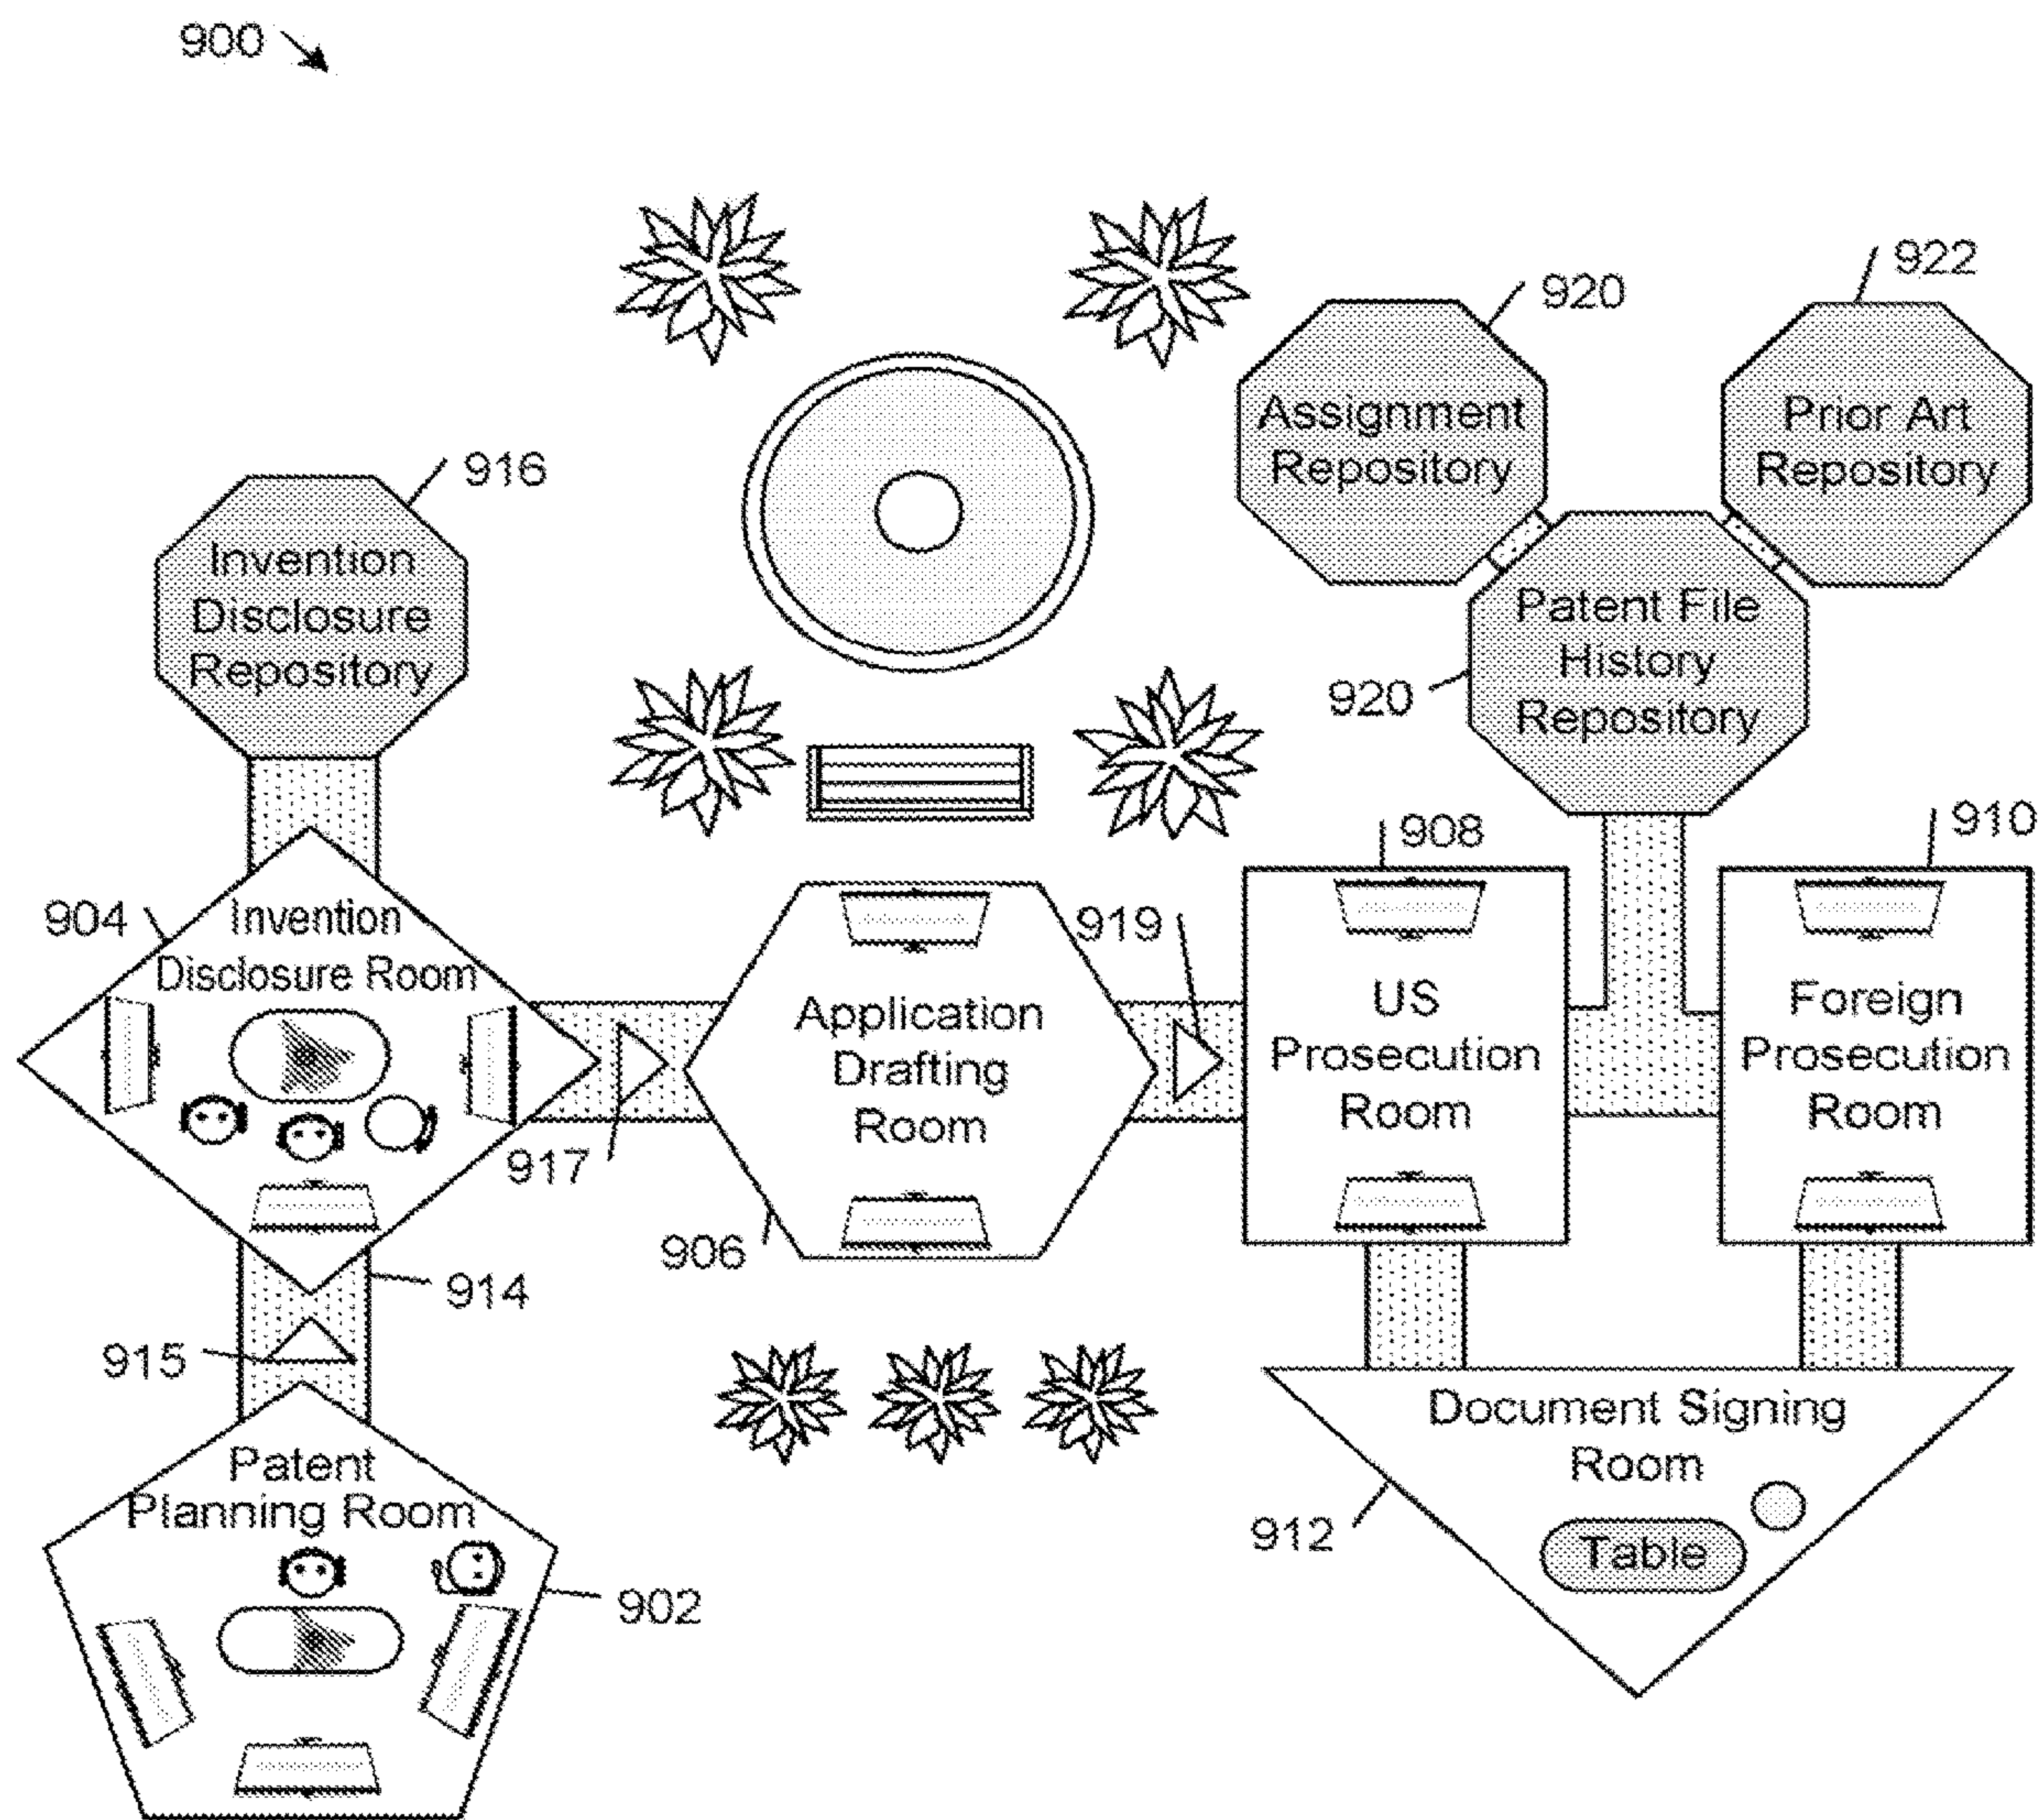 900
920
922
Assignment
Repository
Prior Art
Repository
916
Invention
Disclosure
Repository
Patent File
History
Repository
920
908
910
904
Invention
Disclosure Room
919
Application
Drafting
Room
US
Prosecution
Room
Foreign
Prosecution
Room
917
906
914
915
Document Signing
Room
Patent
Planning Room
912
Table
902